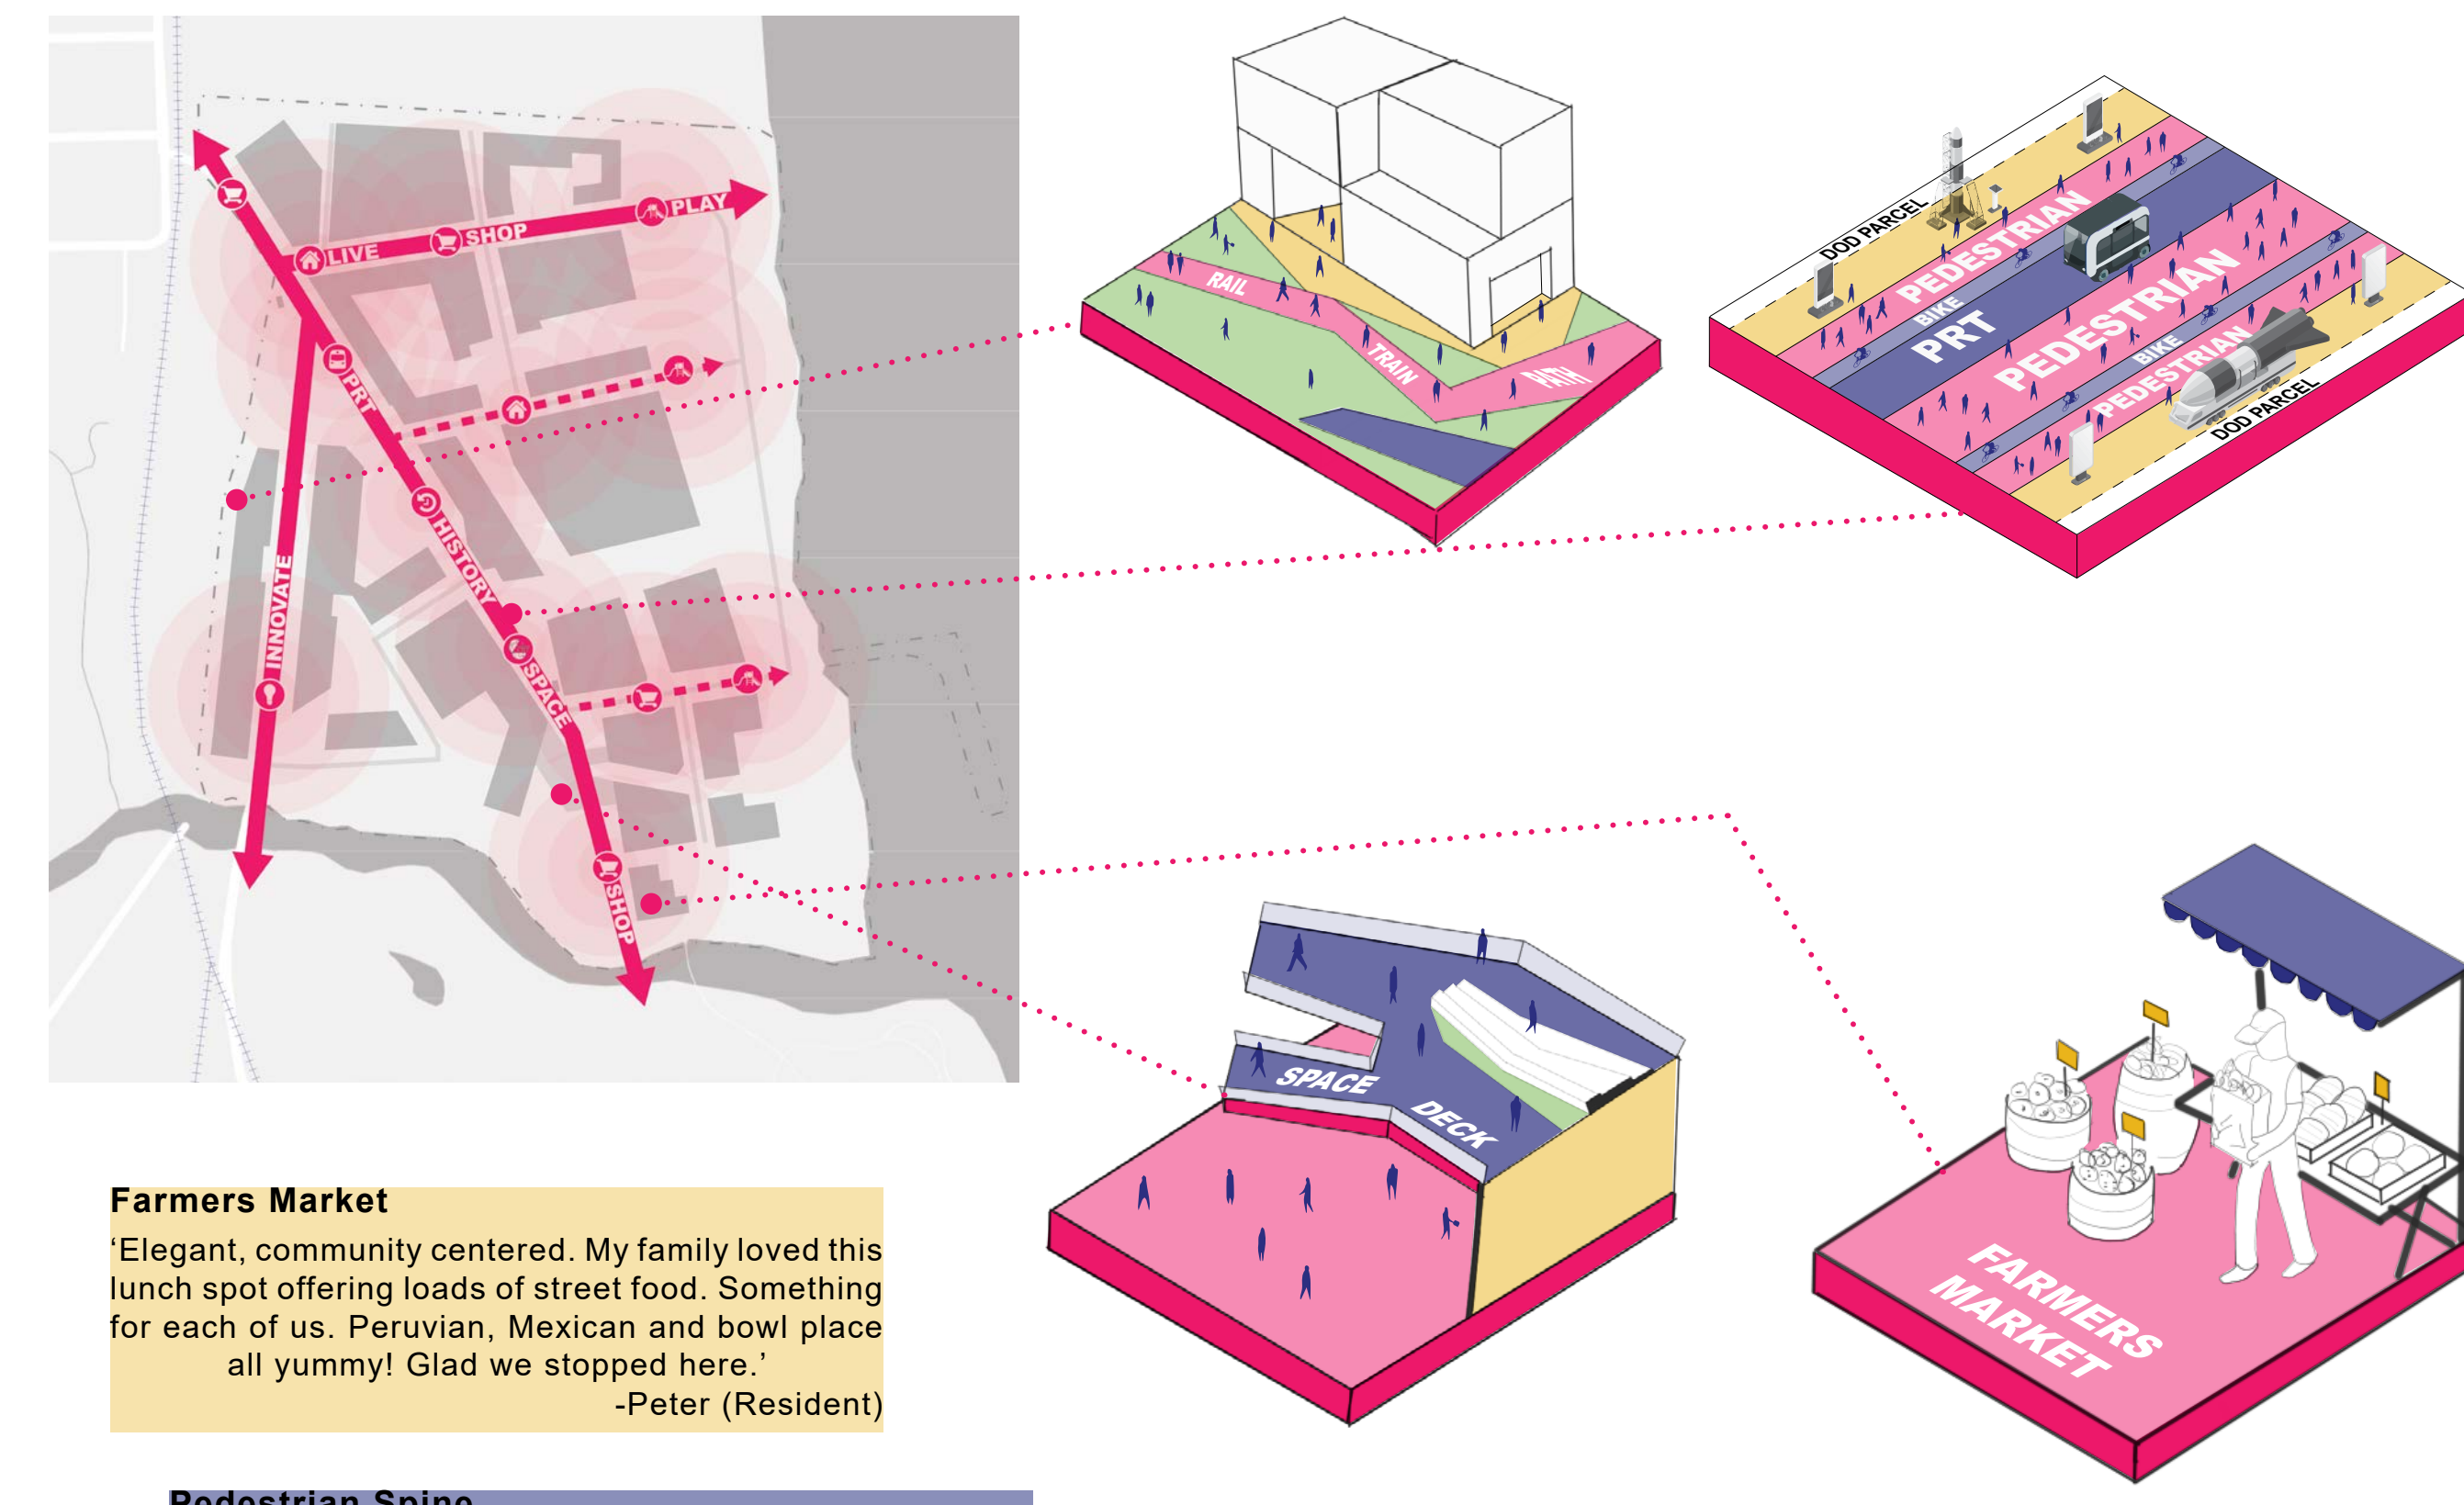 LIVE
SHOP
PLAY
PRT
HISTORY
INNOVATE
SPACE
SHOP
RAIL
TRAIN
PATH
DOD PARCEL
PEDESTRIAN
BIKE
PRT
PEDESTRIAN
BIKE
PEDESTRIAN
DOD PARCEL
SPACE
DECK
FARMERS
MARKET
Farmers Market
‘Elegant, community centered. My family loved this
lunch spot offering loads of street food. Something
for each of us. Peruvian, Mexican and bowl place
all yummy! Glad we stopped here.’
-Peter (Resident)
Pedestrian Spine